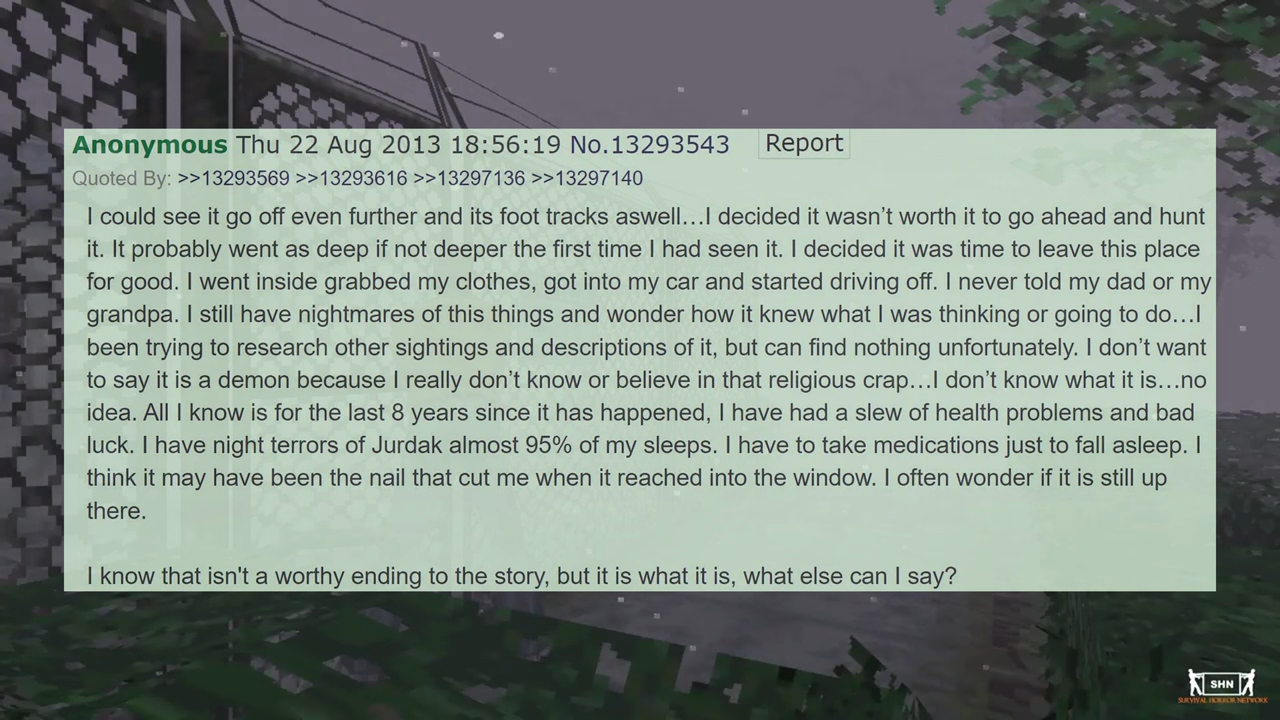 Anonymous Thu 22 Aug 2013 18:56:19 No.13293543 Report
Quoted By: >>13293569 >>13293616 >>13297136 >>13297140
I could see it go off even further and its foot tracks aswell…I decided it wasn’t worth it to go ahead and hunt
it. It probably went as deep if not deeper the first time I had seen it. I decided it was time to leave this place
for good. I went inside grabbed my clothes, got into my car and started driving off. I never told my dad or my
grandpa. I still have nightmares of this things and wonder how it knew what I was thinking or going to do…I
been trying to research other sightings and descriptions of it, but can find nothing unfortunately. I don’t want
to say it is a demon because I really don’t know or believe in that religious crap…I don’t know what it is…no
idea. All I know is for the last 8 years since it has happened, I have had a slew of health problems and bad
luck. I have night terrors of Jurdak almost 95% of my sleeps. I have to take medications just to fall asleep. I
think it may have been the nail that cut me when it reached into the window. I often wonder if it is still up
there.
I know that isn't a worthy ending to the story, but it is what it is, what else can I say?
SHN
SURVIVAL HORROR NETWORK